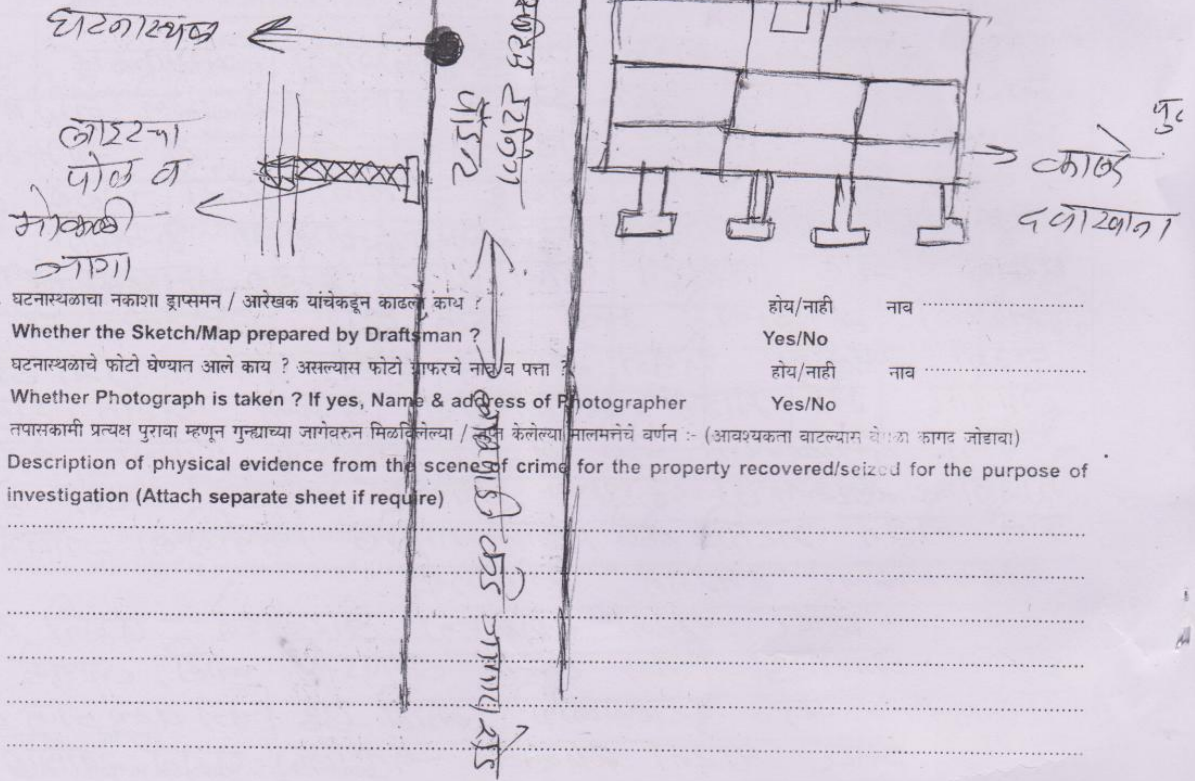 घटनास्थळ
लाइटचा
पोल व
मोकळी
जागा
पॉइंट
काळे
दवाखाना
घटनास्थळाचा नकाशा ड्राप्समन / आरेखक यांचेकडून काढला काय ? होय/नाही नाव
Whether the Sketch/Map prepared by Draftsman ? Yes/No
घटनास्थळाचे फोटो घेण्यात आले काय ? असल्यास फोटो ग्राफरचे नांव व पत्ता ? होय/नाही नाव
Whether Photograph is taken ? If yes, Name & address of Photographer Yes/No
तपासकामी प्रत्यक्ष पुरावा म्हणून गुन्ह्याच्या जागेवरुन मिळविलेल्या / केलेल्या मालमत्तेचे वर्णन :- (आवश्यकता वाटल्यास वेगळा कागद जोडावा)
Description of physical evidence from the scene of crime for the property recovered/seized for the purpose of
investigation (Attach separate sheet if require)